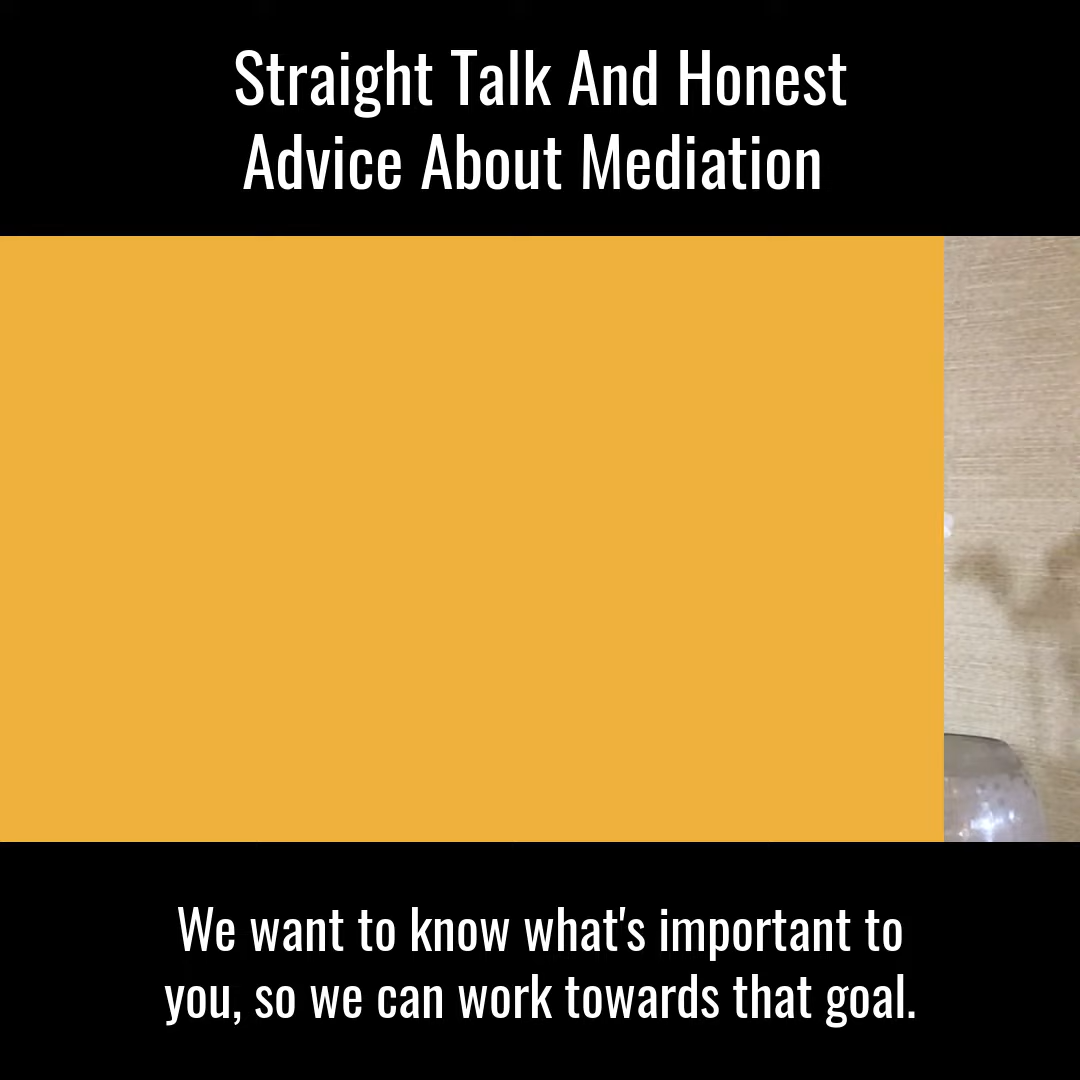 Straight Talk And Honest
Advice About Mediation
We want to know what's important to
you, so we can work towards that goal.